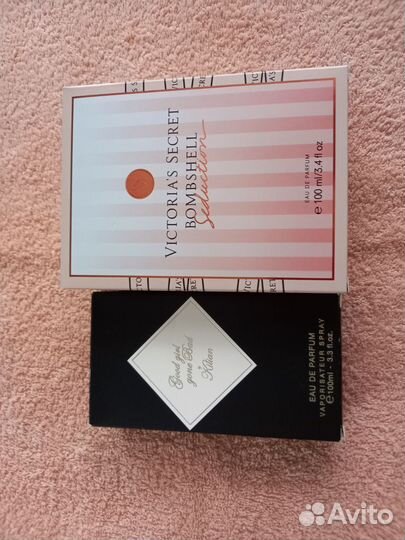 VICTORIA'S SECRET
BOMBSHELL
Seduction
EAU DE PARFUM
e 100 ml/3.4 fl oz
Good girl
gone Bad
Kilian
EAU DE PARFUM
VAPORISATEUR SPRAY
e100ml - 3.3 fl.oz.
Avito